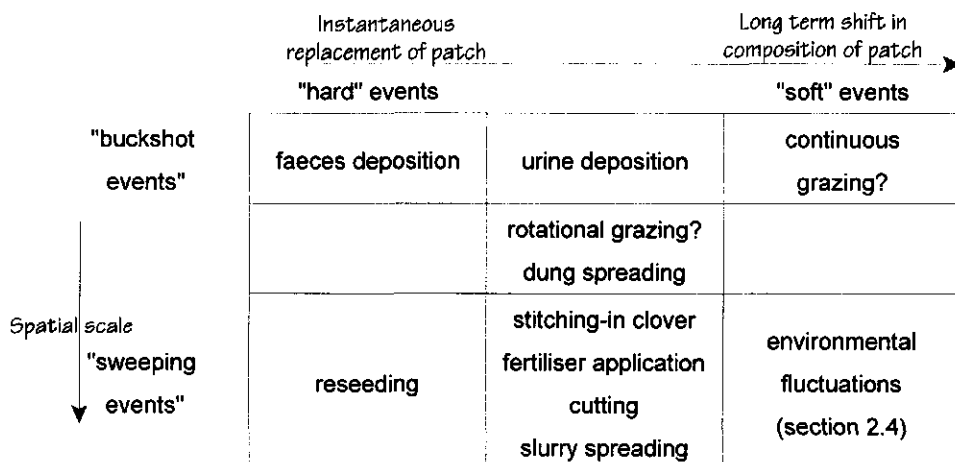 Instantaneous
replacement of patch
Long term shift in
composition of patch
"hard" events
"soft" events
"buckshot
events"
faeces deposition
urine deposition
continuous
grazing?
rotational grazing?
dung spreading
Spatial scale
"sweeping
events"
reseeding
stitching-in clover
fertiliser application
cutting
slurry spreading
environmental
fluctuations
(section 2.4)